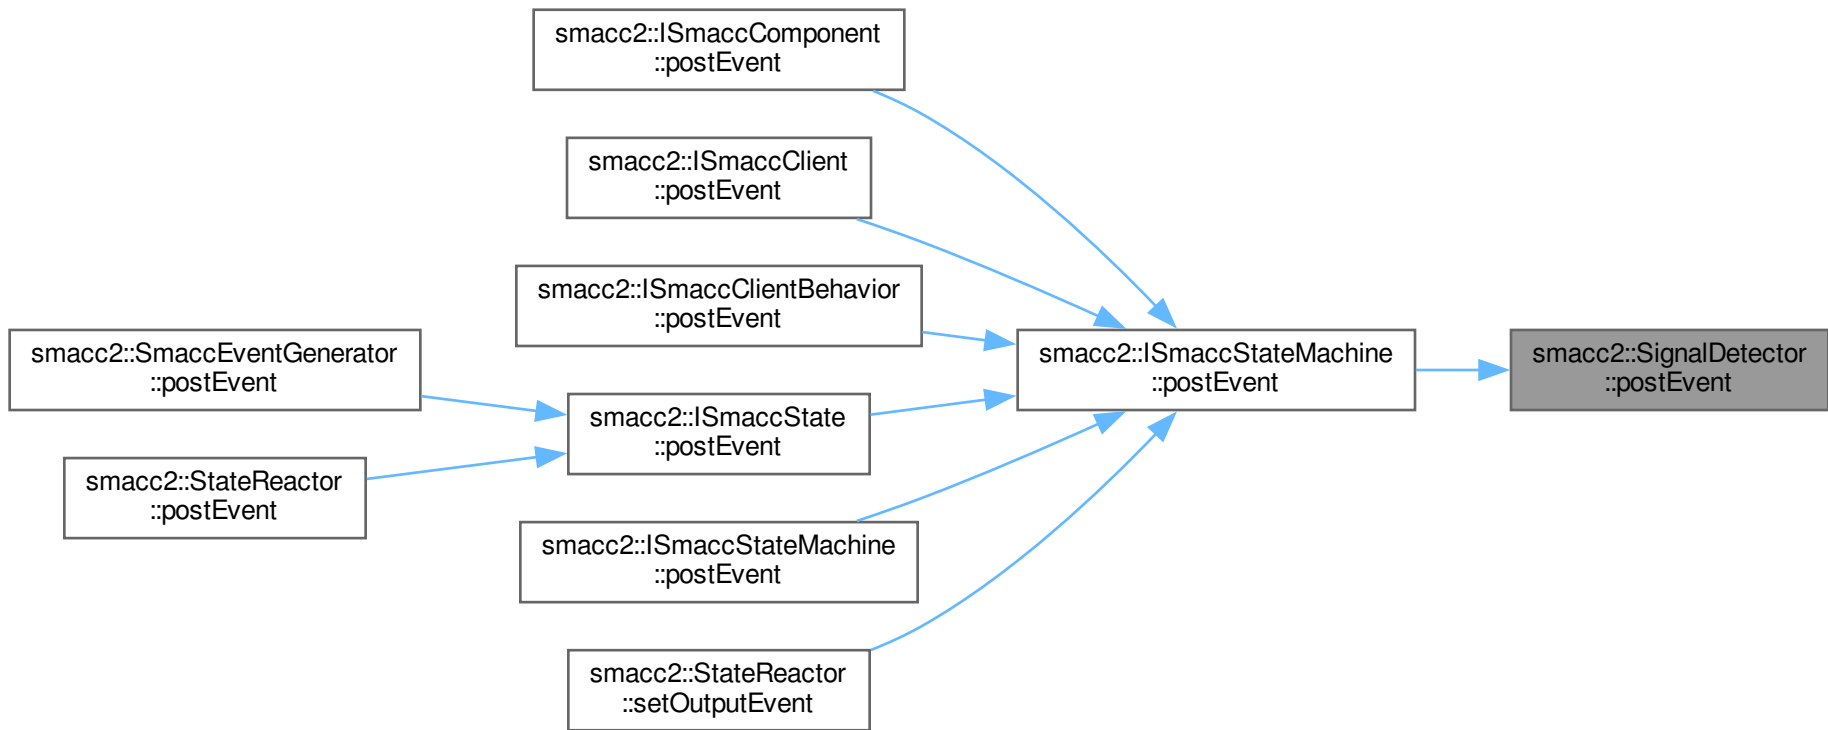 smacc2::ISmaccComponent
::postEvent
smacc2::ISmaccClient
::postEvent
smacc2::ISmaccClientBehavior
::postEvent
smacc2::SmaccEventGenerator
::postEvent
smacc2::ISmaccStateMachine
::postEvent
smacc2::SignalDetector
::postEvent
smacc2::ISmaccState
::postEvent
smacc2::StateReactor
::postEvent
smacc2::ISmaccStateMachine
::postEvent
smacc2::StateReactor
::setOutputEvent